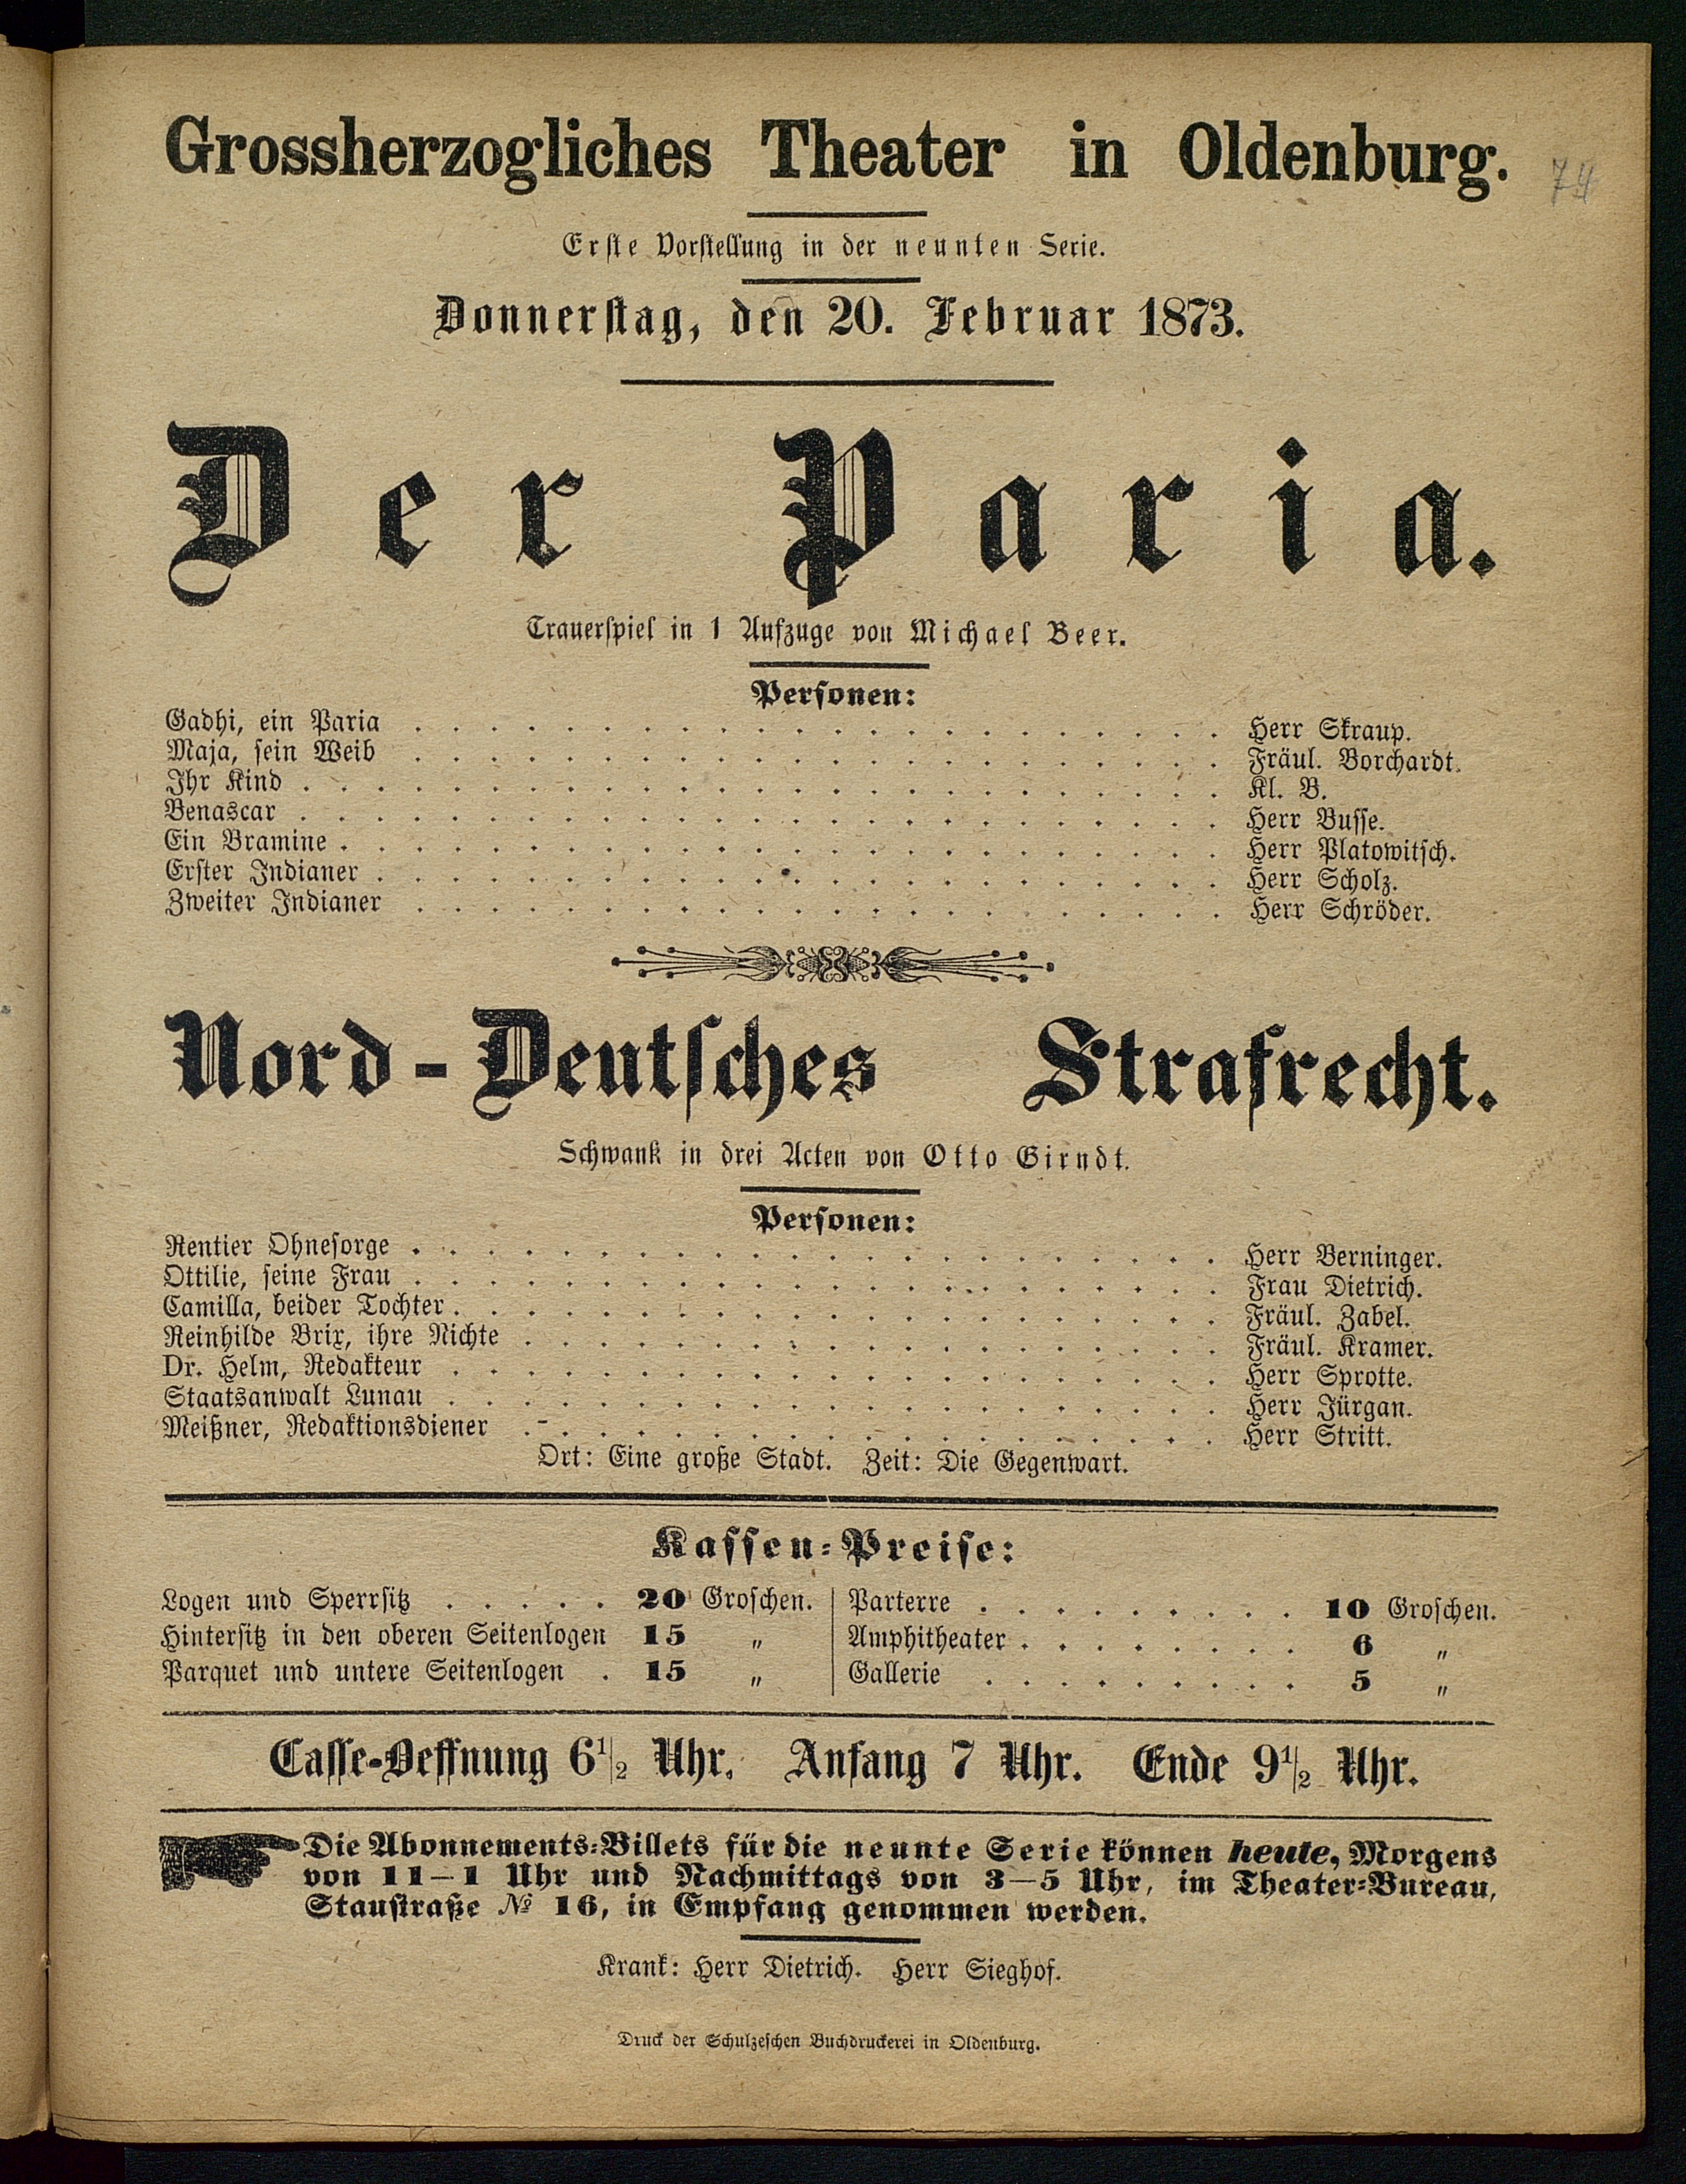 Grossherzogliches Theater in Oldenburg.
74
Erste Vorstellung in der neunten Serie.
Donnerstag, den 20. Februar 1873.
Der Paria.
Trauerspiel in 1 Aufzuge von Michael Beer.
Personen:
Gadhi, ein Paria . . . . . . . . . . Herr Skraup.
Maja, sein Weib . . . . . . . . . . Fräul. Borchardt.
Ihr Kind . . . . . . . . . . Kl. B.
Benascar . . . . . . . . . . Herr Busse.
Ein Bramine . . . . . . . . . . Herr Platowitsch.
Erster Indianer . . . . . . . . . . Herr Scholz.
Zweiter Indianer . . . . . . . . . . Herr Schröder.
Nord-Deutsches Strafrecht.
Schwank in drei Acten von Otto Girndt.
Personen:
Rentier Ohnesorge . . . . . . . . . . Herr Berninger.
Ottilie, seine Frau . . . . . . . . . . Frau Dietrich.
Camilla, beider Tochter . . . . . . . . . . Fräul. Zabel.
Reinhilde Brix, ihre Nichte . . . . . . . . . . Fräul. Kramer.
Dr. Helm, Redakteur . . . . . . . . . . Herr Sprotte.
Staatsanwalt Lunau . . . . . . . . . . Herr Jürgan.
Meißner, Redaktionsdiener . . . . . . . . . . Herr Stritt.
Ort: Eine große Stadt. Zeit: Die Gegenwart.
Kassen-Preise:
Logen und Sperrsitz . . . . . 20 Groschen.
Hintersitz in den oberen Seitenlogen 15 „
Parquet und untere Seitenlogen . 15 „
Parterre . . . . . . . . . 10 Groschen.
Amphitheater . . . . . . . . 6 „
Gallerie . . . . . . . . . 5 „
Casse-Oeffnung 6 1/2 Uhr. Anfang 7 Uhr. Ende 9 1/2 Uhr.
Die Abonnements-Billets für die neunte Serie können heute, Morgens
von 11—1 Uhr und Nachmittags von 3—5 Uhr, im Theater-Bureau,
Staustraße № 16, in Empfang genommen werden.
Krank: Herr Dietrich. Herr Sieghof.
Druck der Schulzeschen Buchdruckerei in Oldenburg.